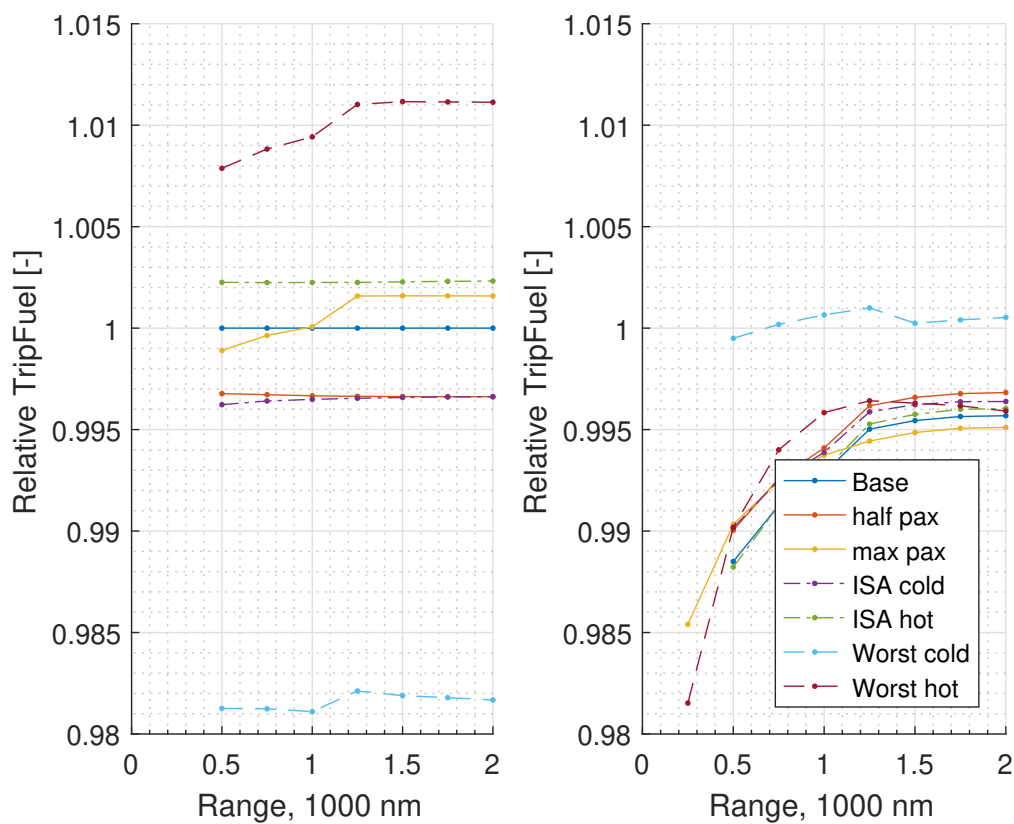 1.015
1.01
1.005
1
0.995
0.99
0.985
0.98
0
0.5
1
1.5
2
Range, 1000 nm
Relative TripFuel [-]
1.015
1.01
1.005
1
0.995
0.99
0.985
0.98
0
0.5
1
1.5
2
Range, 1000 nm
Relative TripFuel [-]
Base
half pax
max pax
ISA cold
ISA hot
Worst cold
Worst hot